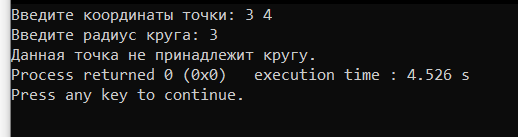 Введите координаты точки: 3 4
Введите радиус круга: 3
Данная точка не принадлежит кругу.
Process returned 0 (0x0)   execution time : 4.526 s
Press any key to continue.